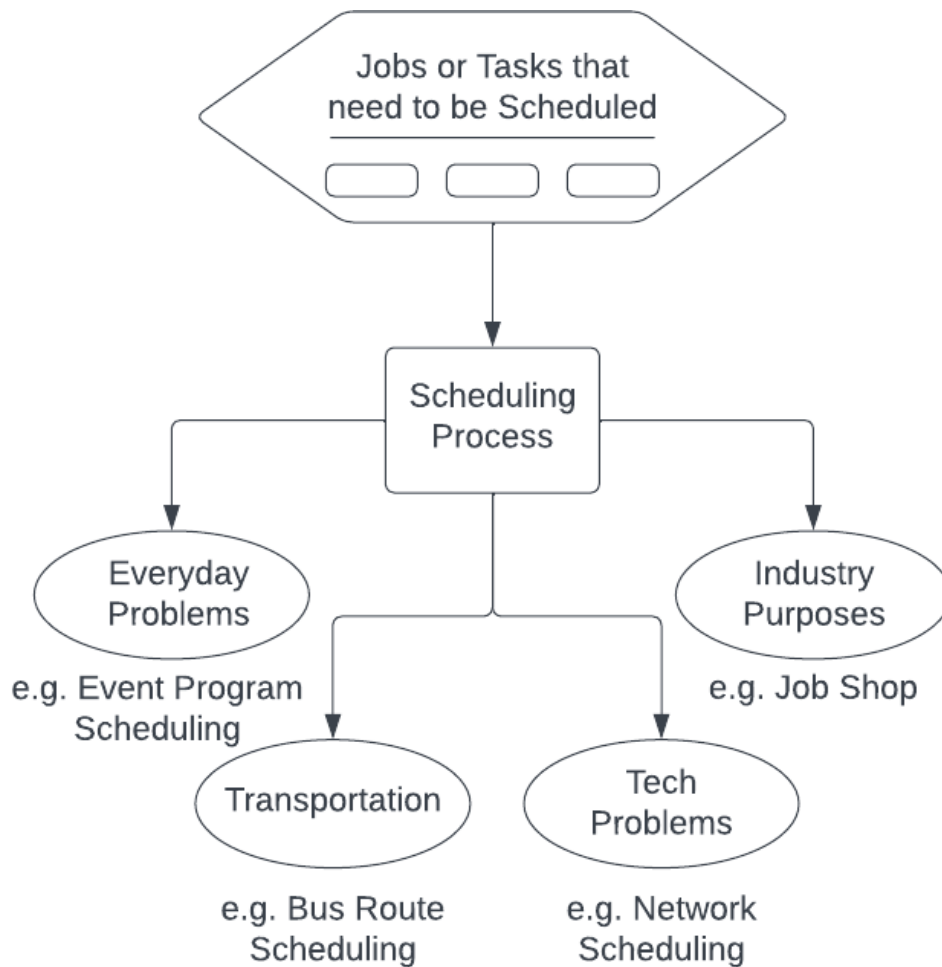 Jobs or Tasks that
need to be Scheduled
Scheduling
Process
Everyday
Problems
e.g. Event Program
Scheduling
Industry
Purposes
e.g. Job Shop
Transportation
e.g. Bus Route
Scheduling
Tech
Problems
e.g. Network
Scheduling